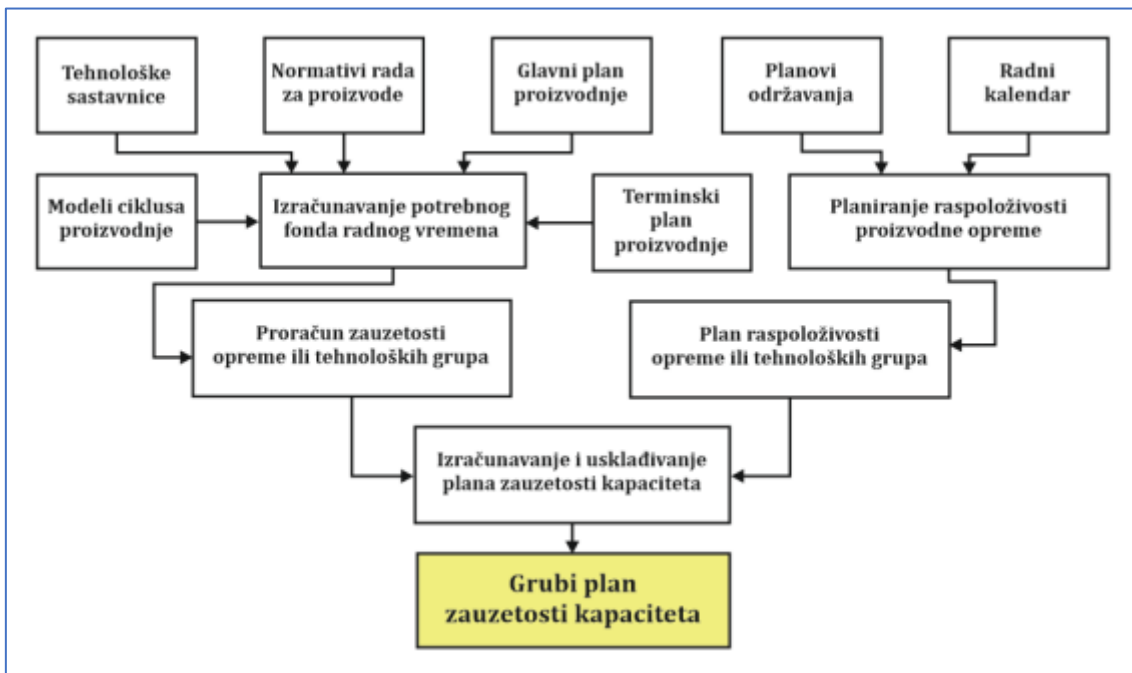 Tehnološke
sastavnice
Normativi rada
za proizvode
Glavni plan
proizvodnje
Planovi
održavanja
Radni
kalendar
Modeli ciklusa
proizvodnje
Izračunavanje potrebnog
fonda radnog vremena
Terminski
plan
proizvodnje
Planiranje raspoloživosti
proizvodne opreme
Proračun zauzetosti
opreme ili tehnoloških grupa
Plan raspoloživosti
opreme ili tehnoloških grupa
Izračunavanje i usklađivanje
plana zauzetosti kapaciteta
Grubi plan
zauzetosti kapaciteta